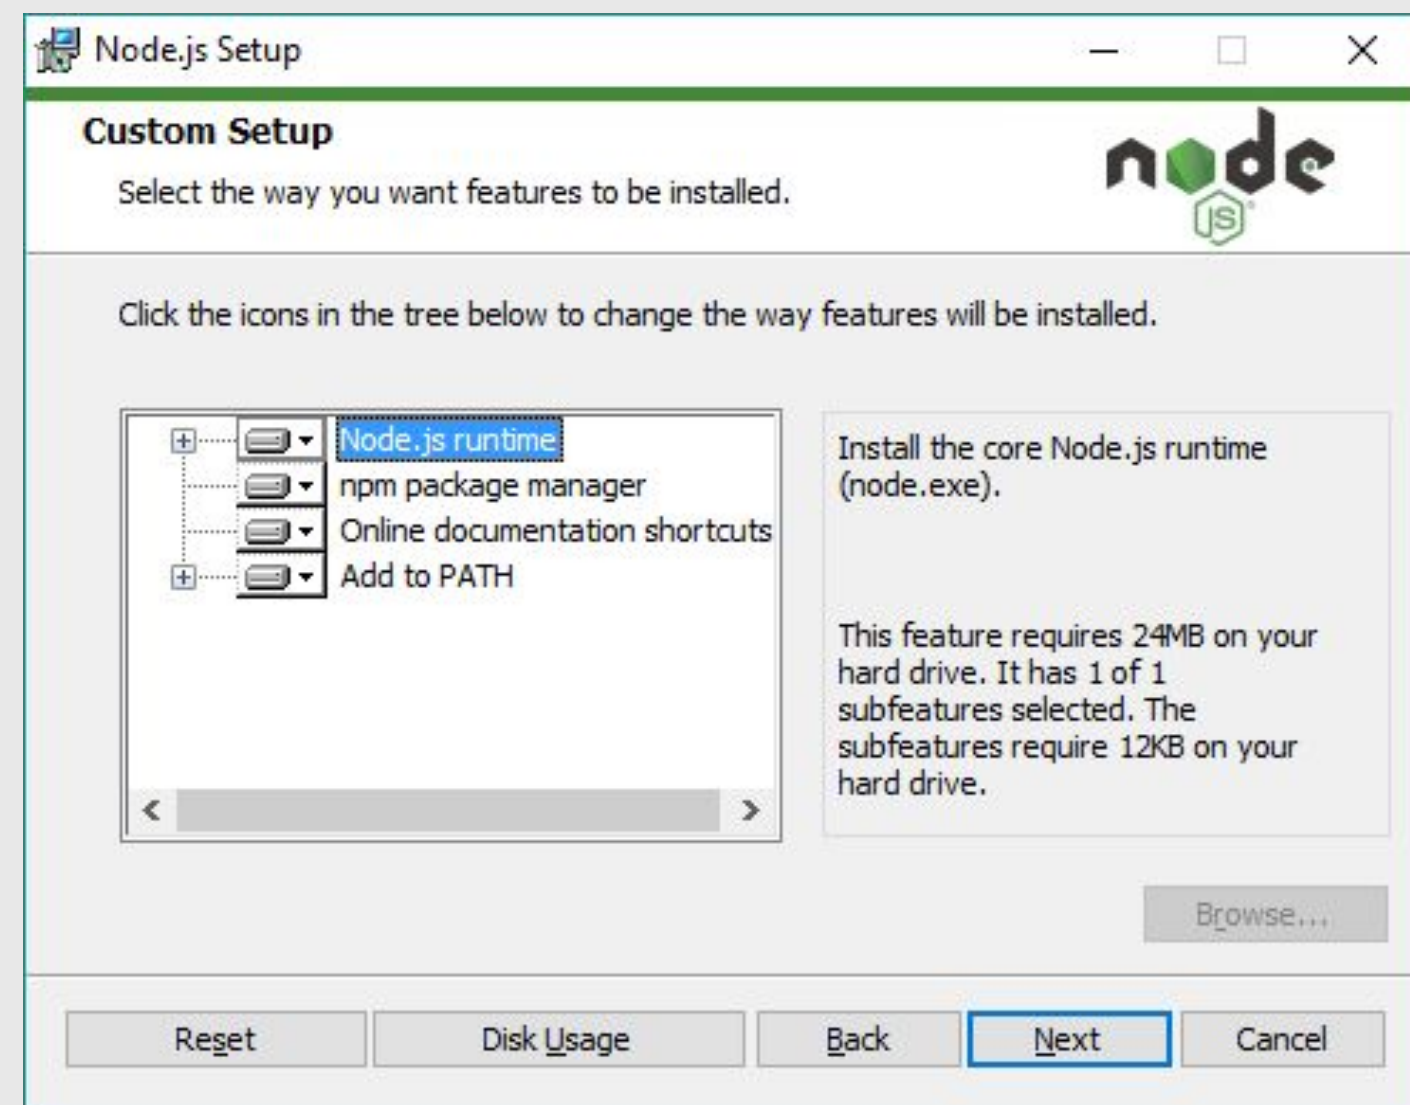 Node.js Setup
Custom Setup
Select the way you want features to be installed.
node
JS
Click the icons in the tree below to change the way features will be installed.
Node.js runtime
npm package manager
Online documentation shortcuts
Add to PATH
Install the core Node.js runtime
(node.exe).
This feature requires 24MB on your
hard drive. It has 1 of 1
subfeatures selected. The
subfeatures require 12KB on your
hard drive.
Browse...
Reset
Disk Usage
Back
Next
Cancel